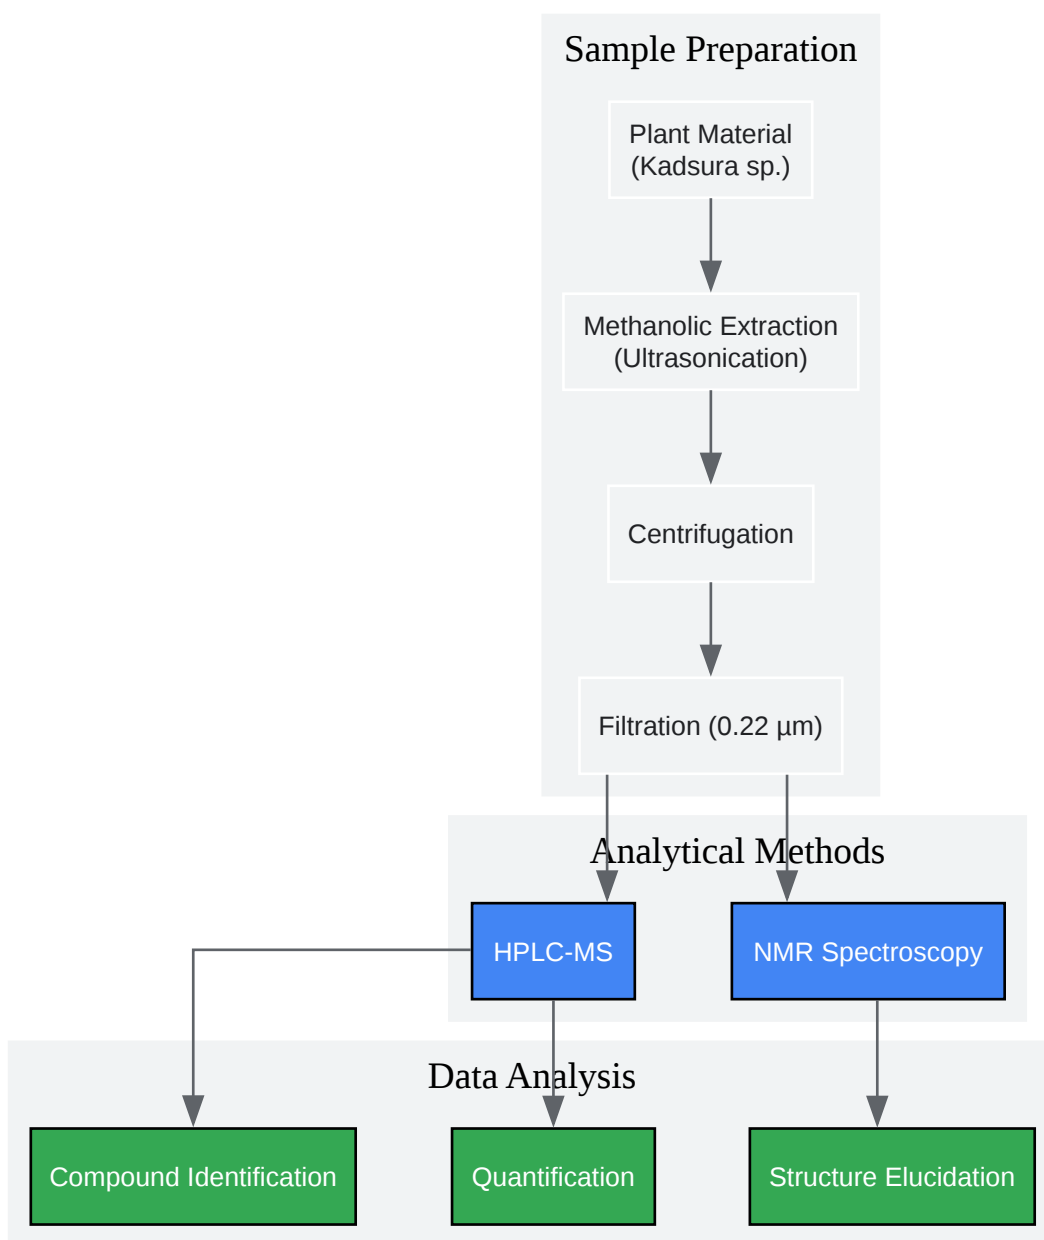 Sample Preparation
Plant Material
(Kadsura sp.)
Methanolic Extraction
(Ultrasonication)
Centrifugation
Filtration (0.22 µm)
Analytical Methods
HPLC-MS
NMR Spectroscopy
Data Analysis
Compound Identification
Quantification
Structure Elucidation